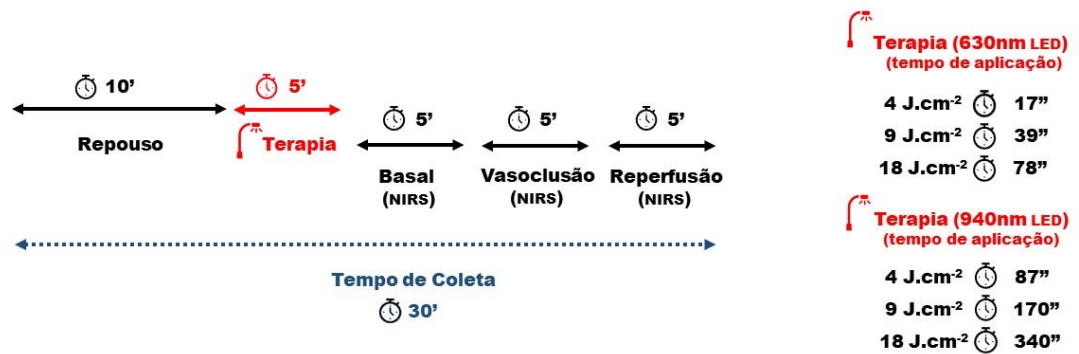 10’
Repouso
5’
Terapia
5’
Basal
(NIRS)
5’
Vasoclusão
(NIRS)
5’
Reperfusão
(NIRS)
Tempo de Coleta
30’
Terapia (630nm LED)
(tempo de aplicação)
4 J.cm-2 17”
9 J.cm-2 39”
18 J.cm-2 78”
Terapia (940nm LED)
(tempo de aplicação)
4 J.cm-2 87”
9 J.cm-2 170”
18 J.cm-2 340”